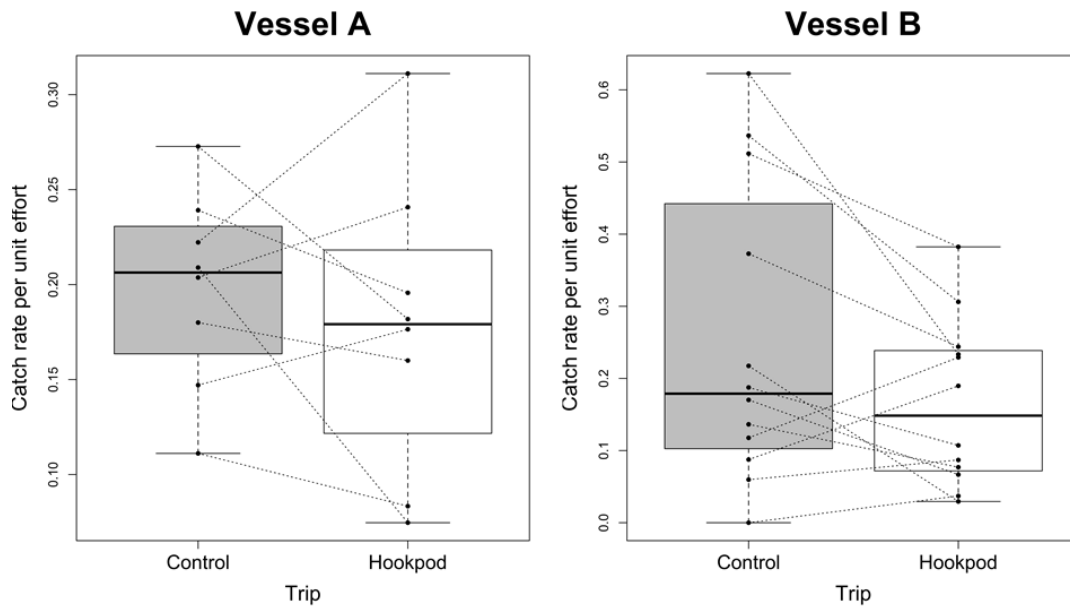 Vessel A
Catch rate per unit effort
0.30
0.25
0.20
0.15
0.10
Control
Hookpod
Trip
Vessel B
Catch rate per unit effort
0.6
0.5
0.4
0.3
0.2
0.1
0.0
Control
Hookpod
Trip